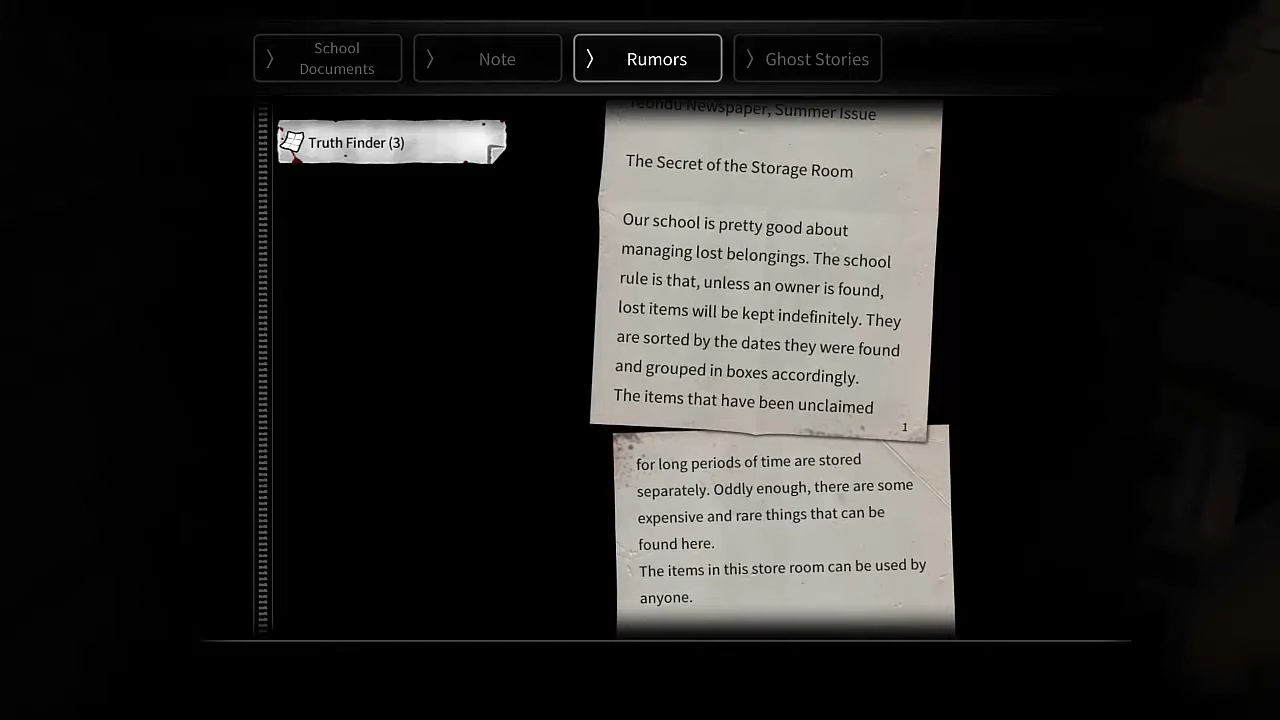 School
Documents
Note
Rumors
Ghost Stories
Truth Finder (3)
Yeondu Newspaper, Summer Issue
The Secret of the Storage Room
Our school is pretty good about
managing lost belongings. The school
rule is that, unless an owner is found,
lost items will be kept indefinitely. They
are sorted by the dates they were found
and grouped in boxes accordingly.
The items that have been unclaimed
1
for long periods of time are stored
separately. Oddly enough, there are some
expensive and rare things that can be
found here.
The items in this store room can be used by
anyone.